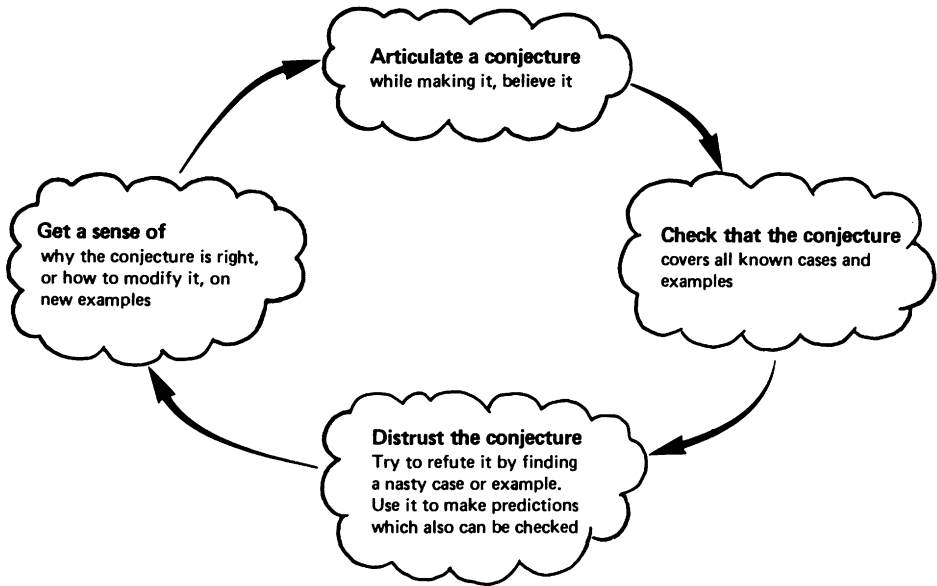 Articulate a conjecture
while making it, believe it
Check that the conjecture
covers all known cases and
examples
Distrust the conjecture
Try to refute it by finding
a nasty case or example.
Use it to make predictions
which also can be checked
Get a sense of
why the conjecture is right,
or how to modify it, on
new examples